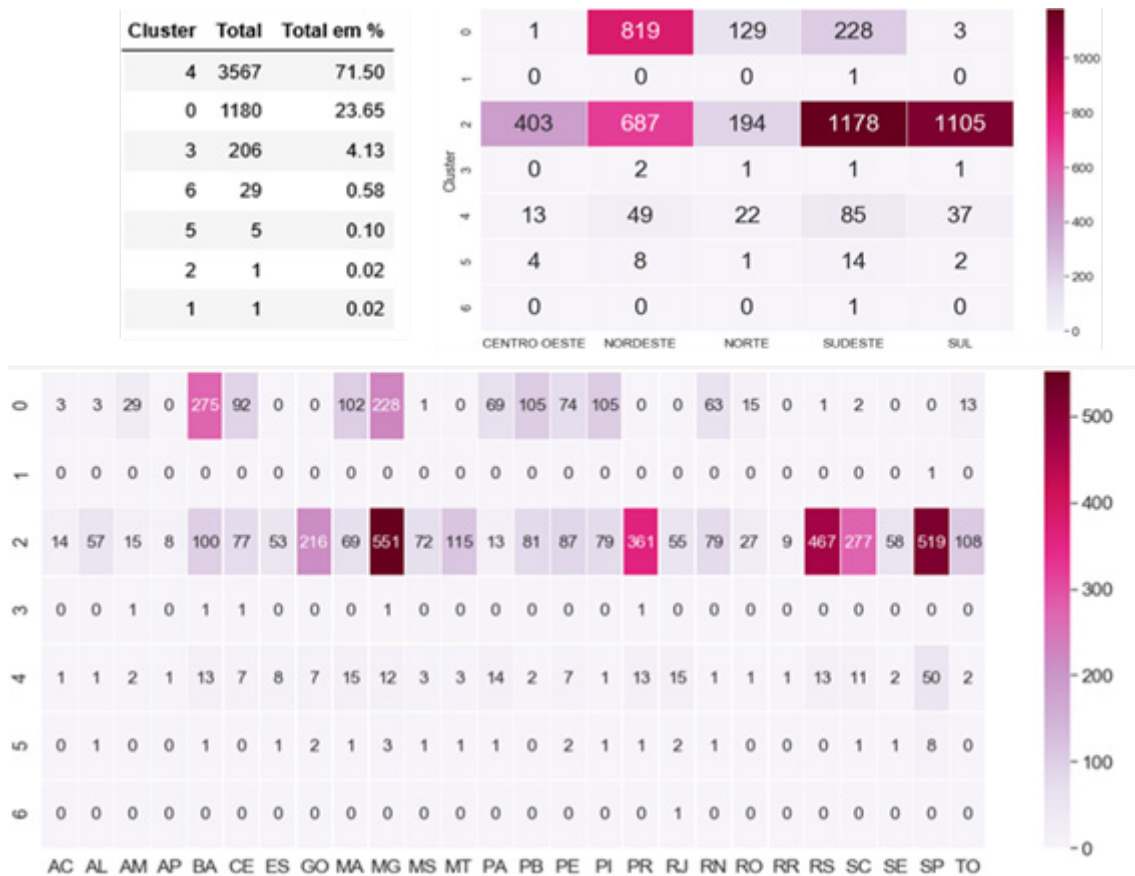 Cluster Total Total em %
4 3567 71.50
0 1180 23.65
3 206 4.13
6 29 0.58
5 5 0.10
2 1 0.02
1 1 0.02
Cluster
0 1 819 129 228 3
1 0 0 0 1 0
2 403 687 194 1178 1105
3 0 2 1 1 1
4 13 49 22 85 37
5 4 8 1 14 2
6 0 0 0 1 0
CENTRO OESTE NORDESTE NORTE SUDESTE SUL
1000
800
600
400
200
0
0 3 3 29 0 275 92 0 0 102 228 1 0 69 105 74 105 0 0 63 15 0 1 2 0 0 13
1 0 0 0 0 0 0 0 0 0 0 0 0 0 0 0 0 0 0 0 0 0 0 0 0 1 0
2 14 57 15 8 100 77 53 216 69 551 72 115 13 81 87 79 361 55 79 27 9 467 277 58 519 108
3 0 0 1 0 1 1 0 0 0 1 0 0 0 0 0 0 1 0 0 0 0 0 0 0 0 0
4 1 1 2 1 13 7 8 7 15 12 3 3 14 2 7 1 13 15 1 1 1 13 11 2 50 2
5 0 1 0 0 1 0 1 2 1 3 1 1 1 0 2 1 1 2 1 0 0 0 1 1 8 0
6 0 0 0 0 0 0 0 0 0 0 0 0 0 0 0 0 0 1 0 0 0 0 0 0 0 0
AC AL AM AP BA CE ES GO MA MG MS MT PA PB PE PI PR RJ RN RO RR RS SC SE SP TO
500
400
300
200
100
0